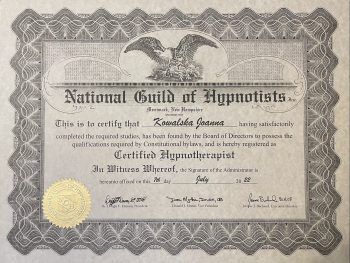 National Guild of Hypnotists, Inc.
Merrimack, New Hampshire
This is to certify that Kowalska Joanna having satisfactorily
completed the required studies, has been found by the Board of Directors to possess the
qualifications required by Constitutional bylaws, and is hereby registered as
Certified Hypnotherapist
In Witness Whereof, the Signature of the Administrator is
hereunto affixed on this 7th day July 20 22